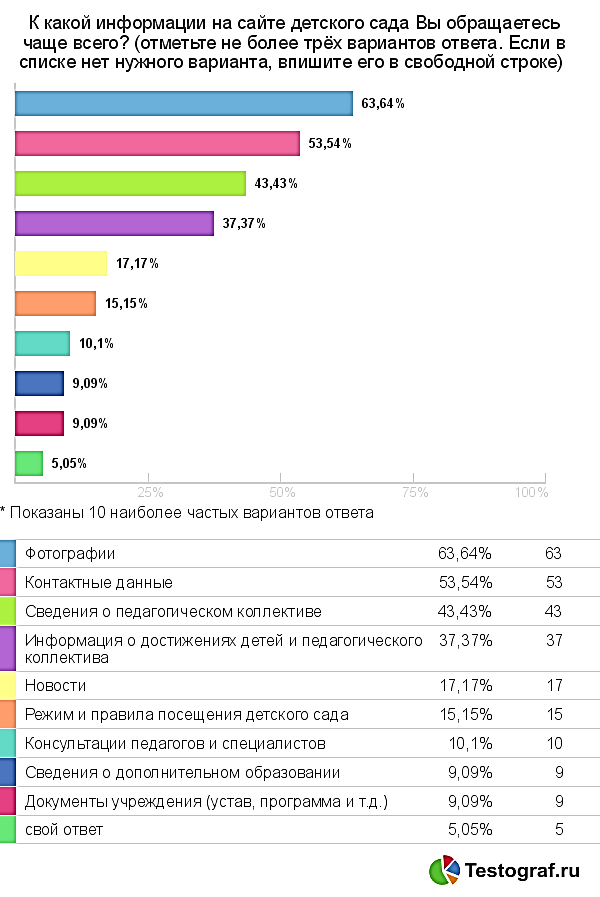 К какой информации на сайте детского сада Вы обращаетесь
чаще всего? (отметьте не более трёх вариантов ответа. Если в
списке нет нужного варианта, впишите его в свободной строке)
63,64%
53,54%
43,43%
37,37%
17,17%
15,15%
10,1%
9,09%
9,09%
5,05%
25% 50% 75% 100%
* Показаны 10 наиболее частых вариантов ответа
Фотографии 63,64% 63
Контактные данные 53,54% 53
Сведения о педагогическом коллективе 43,43% 43
Информация о достижениях детей и педагогического 37,37% 37
коллектива
Новости 17,17% 17
Режим и правила посещения детского сада 15,15% 15
Консультации педагогов и специалистов 10,1% 10
Сведения о дополнительном образовании 9,09% 9
Документы учреждения (устав, программа и т.д.) 9,09% 9
свой ответ 5,05% 5
Testograf.ru